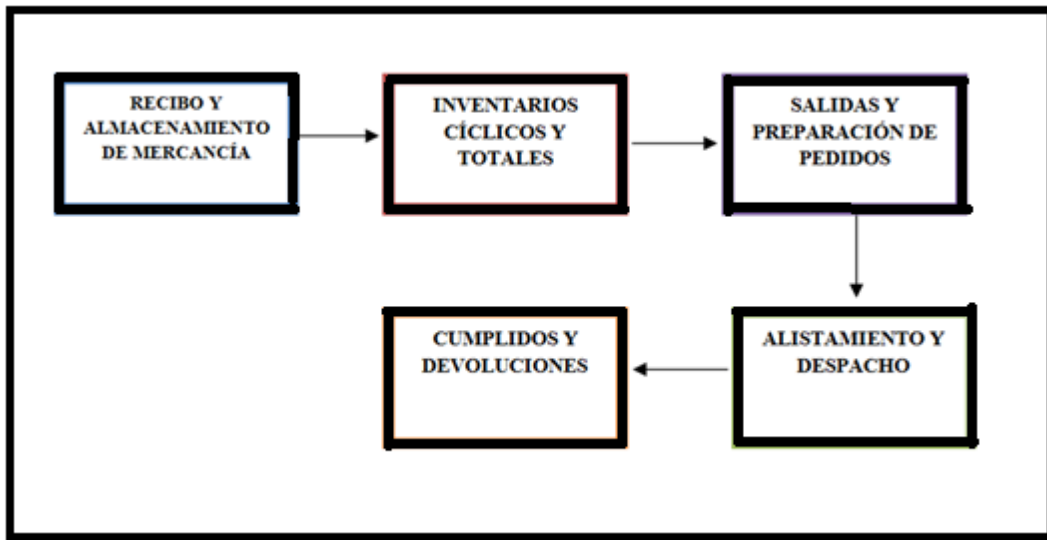 RECIBO Y
ALMACENAMIENTO
DE MERCANCÍA
INVENTARIOS
CÍCLICOS Y
TOTALES
SALIDAS Y
PREPARACIÓN DE
PEDIDOS
ALISTAMIENTO Y
DESPACHO
CUMPLIDOS Y
DEVOLUCIONES